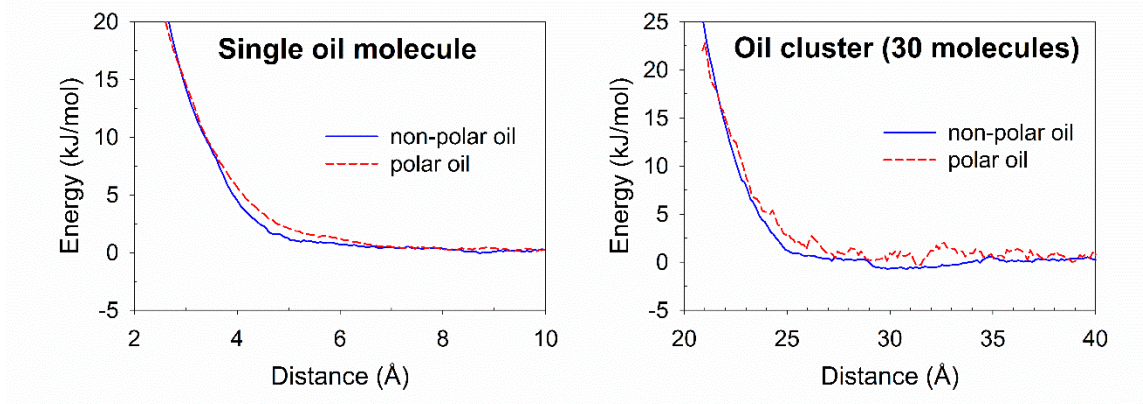 Single oil molecule
20
15
10
5
0
-5
Energy (kJ/mol)
non-polar oil
polar oil
2 4 6 8 10
Distance (Å)
Oil cluster (30 molecules)
25
20
15
10
5
0
-5
Energy (kJ/mol)
non-polar oil
polar oil
20 25 30 35 40
Distance (Å)